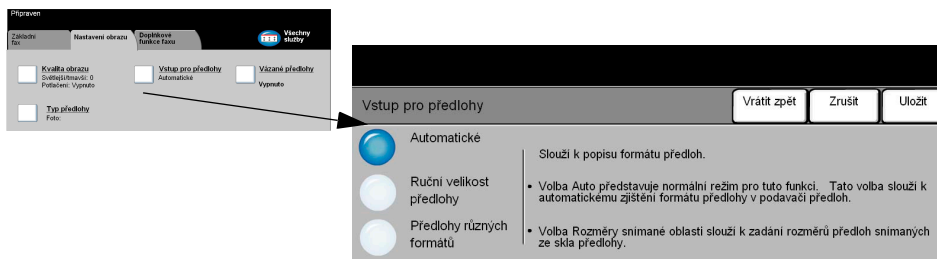 Připraven
Základní fax
Nastavení obrazu
Doplňkové funkce faxu
Všechny služby
Kvalita obrazu
Světlejší/tmavší: 0
Potlačení: Vypnuto
Vstup pro předlohy
Automatické
Vázané předlohy
Vypnuto
Typ předlohy
Foto:
Vstup pro předlohy
Vrátit zpět
Zrušit
Uložit
Automatické
Ruční velikost
předlohy
Předlohy různých
formátů
Slouží k popisu formátu předloh.
• Volba Auto představuje normální režim pro tuto funkci. Tato volba slouží k
automatickému zjištění formátu předlohy v podavači předloh.
• Volba Rozměry snímané oblasti slouží k zadání rozměrů předloh snímaných
ze skla předlohy.